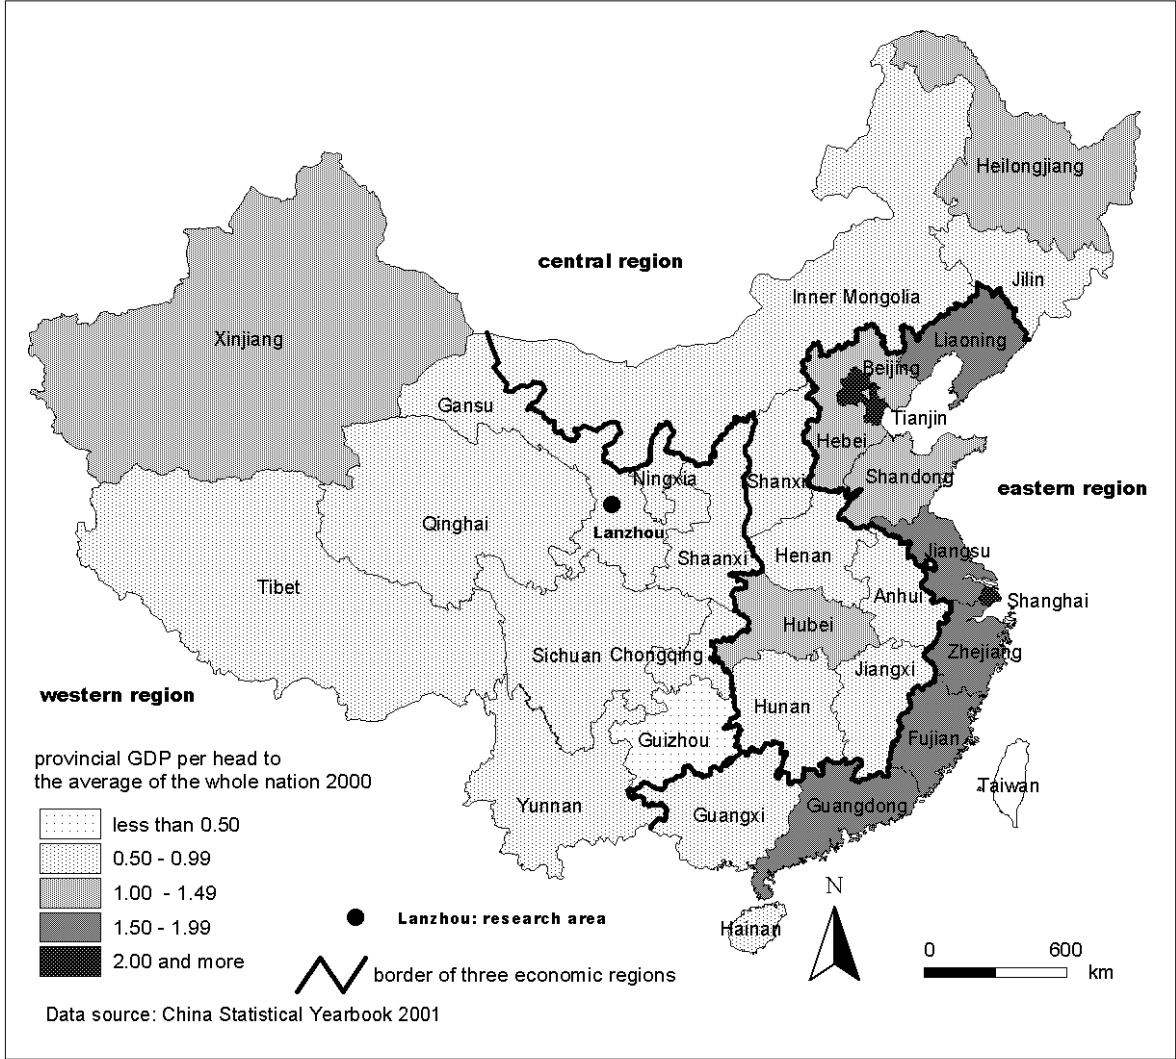 Heilongjiang
central region
Jilin
Inner Mongolia
Xinjiang
Liaoning
Beijing
Gansu
Tianjin
Hebei
Ningxia
Shanxi
Shandong
eastern region
Qinghai
Lanzhou
Shaanxi
Henan
Jiangsu
Tibet
Anhui
Shanghai
Hubei
Sichuan
Chongqing
Zhejiang
Jiangxi
western region
Hunan
Guizhou
Fujian
provincial GDP per head to
the average of the whole nation 2000
Taiwan
Yunnan
Guangxi
Guangdong
less than 0.50
0.50 - 0.99
1.00 - 1.49
1.50 - 1.99
2.00 and more
N
Lanzhou: research area
Hainan
0 600
km
border of three economic regions
Data source: China Statistical Yearbook 2001